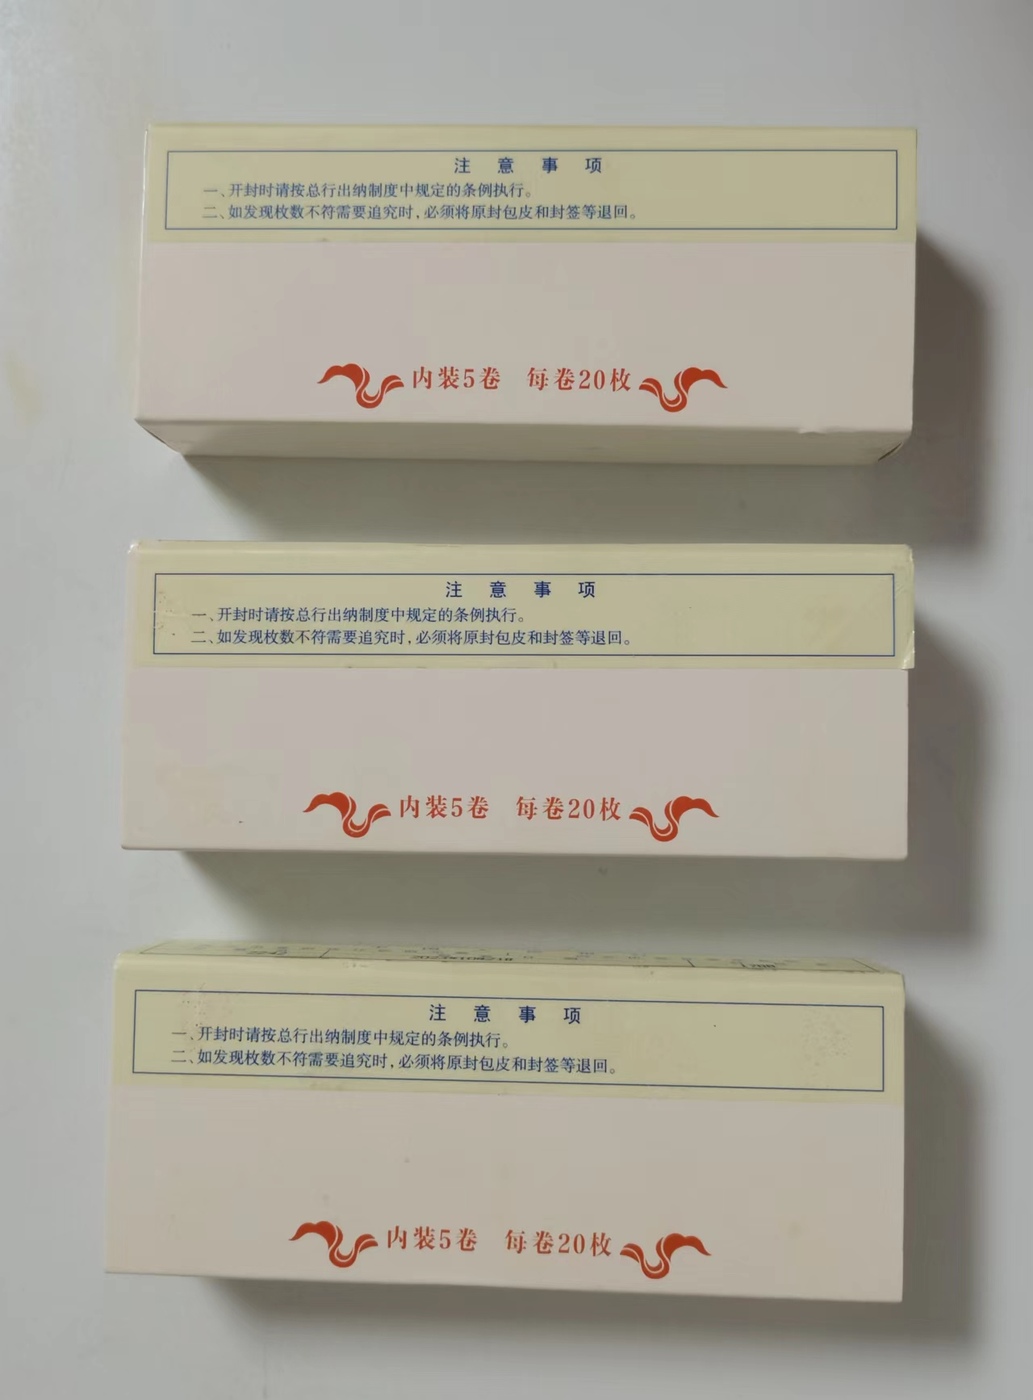 注意事项
一、开封时请按总行出纳制度中规定的条例执行。
二、如发现枚数不符需要追究时，必须将原封包皮和封签等退回。
内装5卷 每卷20枚
注意事项
一、开封时请按总行出纳制度中规定的条例执行。
二、如发现枚数不符需要追究时，必须将原封包皮和封签等退回。
内装5卷 每卷20枚
注意事项
一、开封时请按总行出纳制度中规定的条例执行。
二、如发现枚数不符需要追究时，必须将原封包皮和封签等退回。
内装5卷 每卷20枚